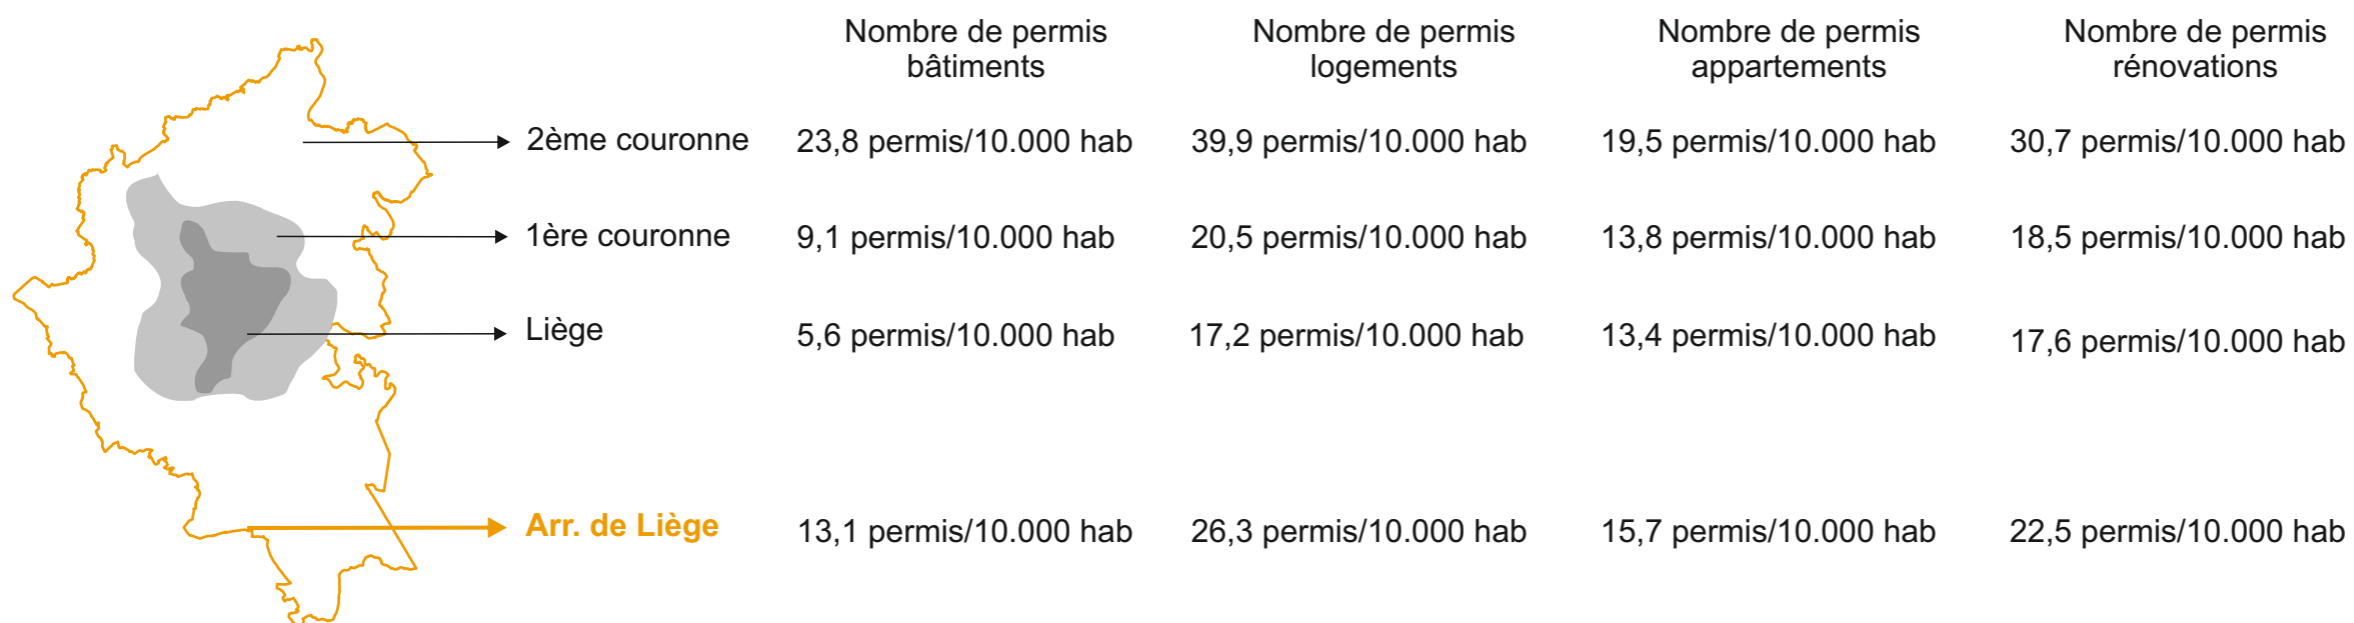 Nombre de permis
bâtiments
Nombre de permis
logements
Nombre de permis
appartements
Nombre de permis
rénovations
2ème couronne 23,8 permis/10.000 hab 39,9 permis/10.000 hab 19,5 permis/10.000 hab 30,7 permis/10.000 hab
1ère couronne 9,1 permis/10.000 hab 20,5 permis/10.000 hab 13,8 permis/10.000 hab 18,5 permis/10.000 hab
Liège 5,6 permis/10.000 hab 17,2 permis/10.000 hab 13,4 permis/10.000 hab 17,6 permis/10.000 hab
Arr. de Liège 13,1 permis/10.000 hab 26,3 permis/10.000 hab 15,7 permis/10.000 hab 22,5 permis/10.000 hab